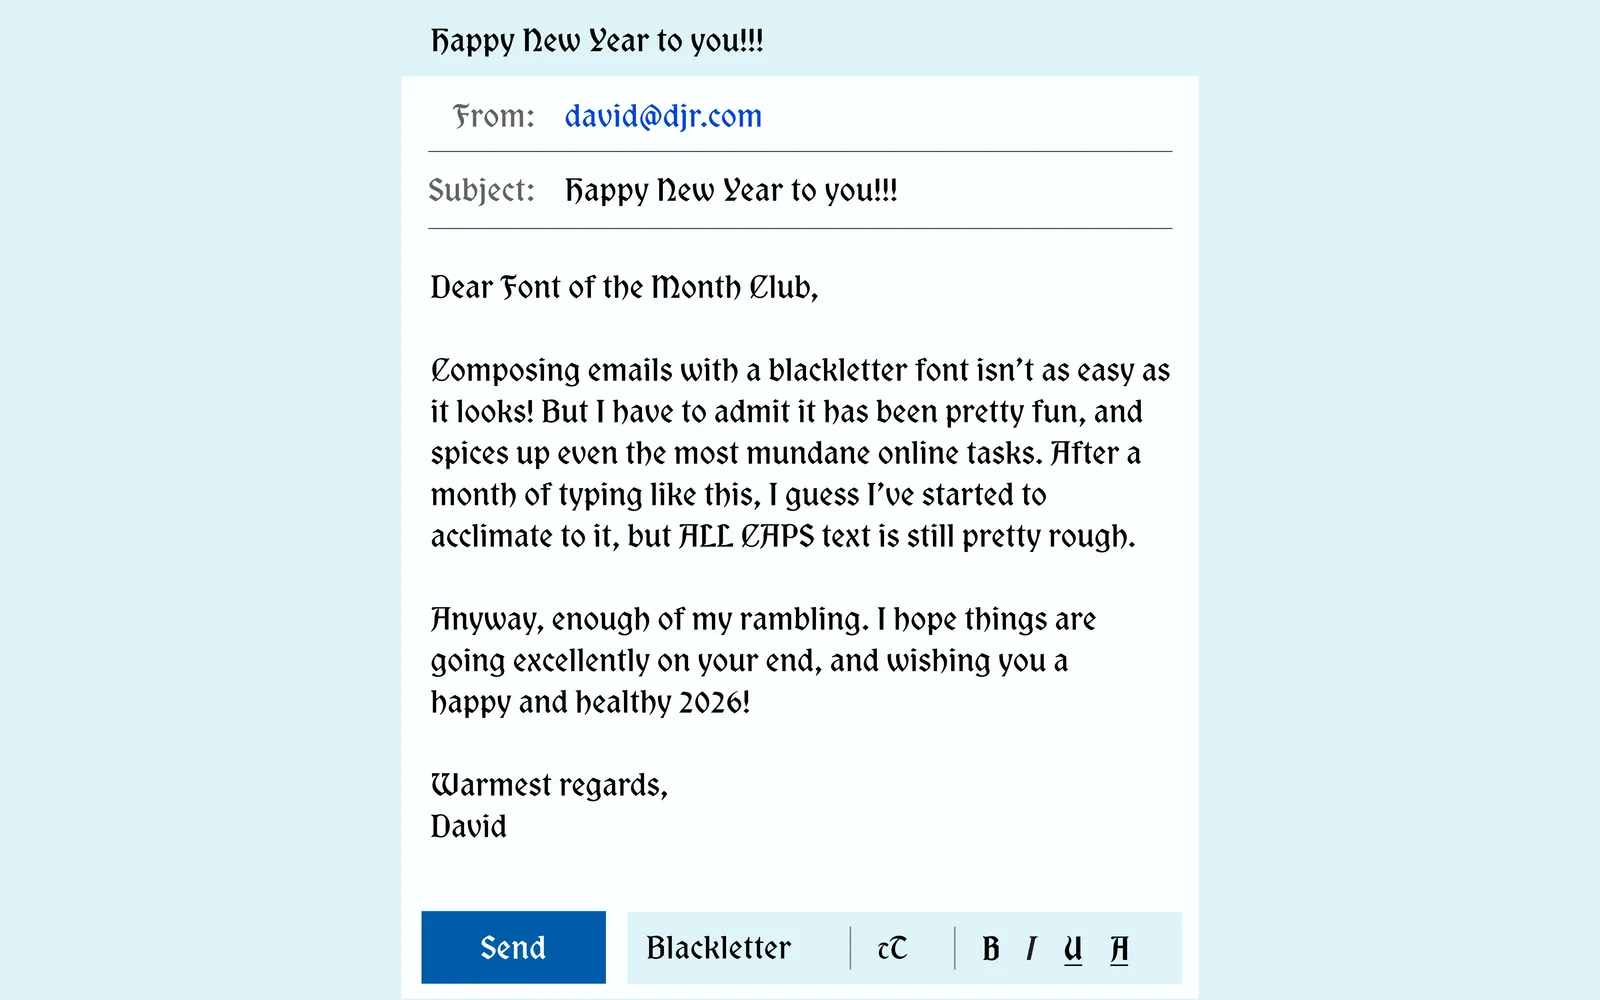 Happy New Year to you!!!
From: david@djr.com
Subject: Happy New Year to you!!!
Dear Font of the Month Club,
Composing emails with a blackletter font isn’t as easy as
it looks! But I have to admit it has been pretty fun, and
spices up even the most mundane online tasks. After a
month of typing like this, I guess I’ve started to
acclimate to it, but ALL CAPS text is still pretty rough.
Anyway, enough of my rambling. I hope things are
going excellently on your end, and wishing you a
happy and healthy 2026!
Warmest regards,
David
Send Blackletter cC B I U A